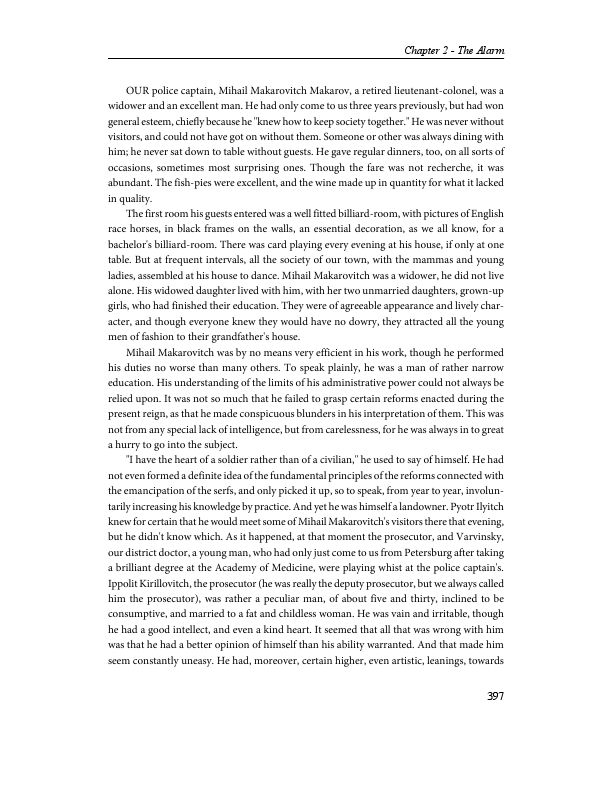 Chapter 2 - The Alarm
OUR police captain, Mihail Makarovitch Makarov, a retired lieutenant-colonel, was a
widower and an excellent man. He had only come to us three years previously, but had won
general esteem, chiefly because he "knew how to keep society together." He was never without
visitors, and could not have got on without them. Someone or other was always dining with
him; he never sat down to table without guests. He gave regular dinners, too, on all sorts of
occasions, sometimes most surprising ones. Though the fare was not recherche, it was
abundant. The fish-pies were excellent, and the wine made up in quantity for what it lacked
in quality.
The first room his guests entered was a well fitted billiard-room, with pictures of English
race horses, in black frames on the walls, an essential decoration, as we all know, for a
bachelor's billiard-room. There was card playing every evening at his house, if only at one
table. But at frequent intervals, all the society of our town, with the mammas and young
ladies, assembled at his house to dance. Mihail Makarovitch was a widower, he did not live
alone. His widowed daughter lived with him, with her two unmarried daughters, grown-up
girls, who had finished their education. They were of agreeable appearance and lively char-
acter, and though everyone knew they would have no dowry, they attracted all the young
men of fashion to their grandfather's house.
Mihail Makarovitch was by no means very efficient in his work, though he performed
his duties no worse than many others. To speak plainly, he was a man of rather narrow
education. His understanding of the limits of his administrative power could not always be
relied upon. It was not so much that he failed to grasp certain reforms enacted during the
present reign, as that he made conspicuous blunders in his interpretation of them. This was
not from any special lack of intelligence, but from carelessness, for he was always in to great
a hurry to go into the subject.
"I have the heart of a soldier rather than of a civilian," he used to say of himself. He had
not even formed a definite idea of the fundamental principles of the reforms connected with
the emancipation of the serfs, and only picked it up, so to speak, from year to year, involun-
tarily increasing his knowledge by practice. And yet he was himself a landowner. Pyotr Ilyitch
knew for certain that he would meet some of Mihail Makarovitch's visitors there that evening,
but he didn't know which. As it happened, at that moment the prosecutor, and Varvinsky,
our district doctor, a young man, who had only just come to us from Petersburg after taking
a brilliant degree at the Academy of Medicine, were playing whist at the police captain's.
Ippolit Kirillovitch, the prosecutor (he was really the deputy prosecutor, but we always called
him the prosecutor), was rather a peculiar man, of about five and thirty, inclined to be
consumptive, and married to a fat and childless woman. He was vain and irritable, though
he had a good intellect, and even a kind heart. It seemed that all that was wrong with him
was that he had a better opinion of himself than his ability warranted. And that made him
seem constantly uneasy. He had, moreover, certain higher, even artistic, leanings, towards
397